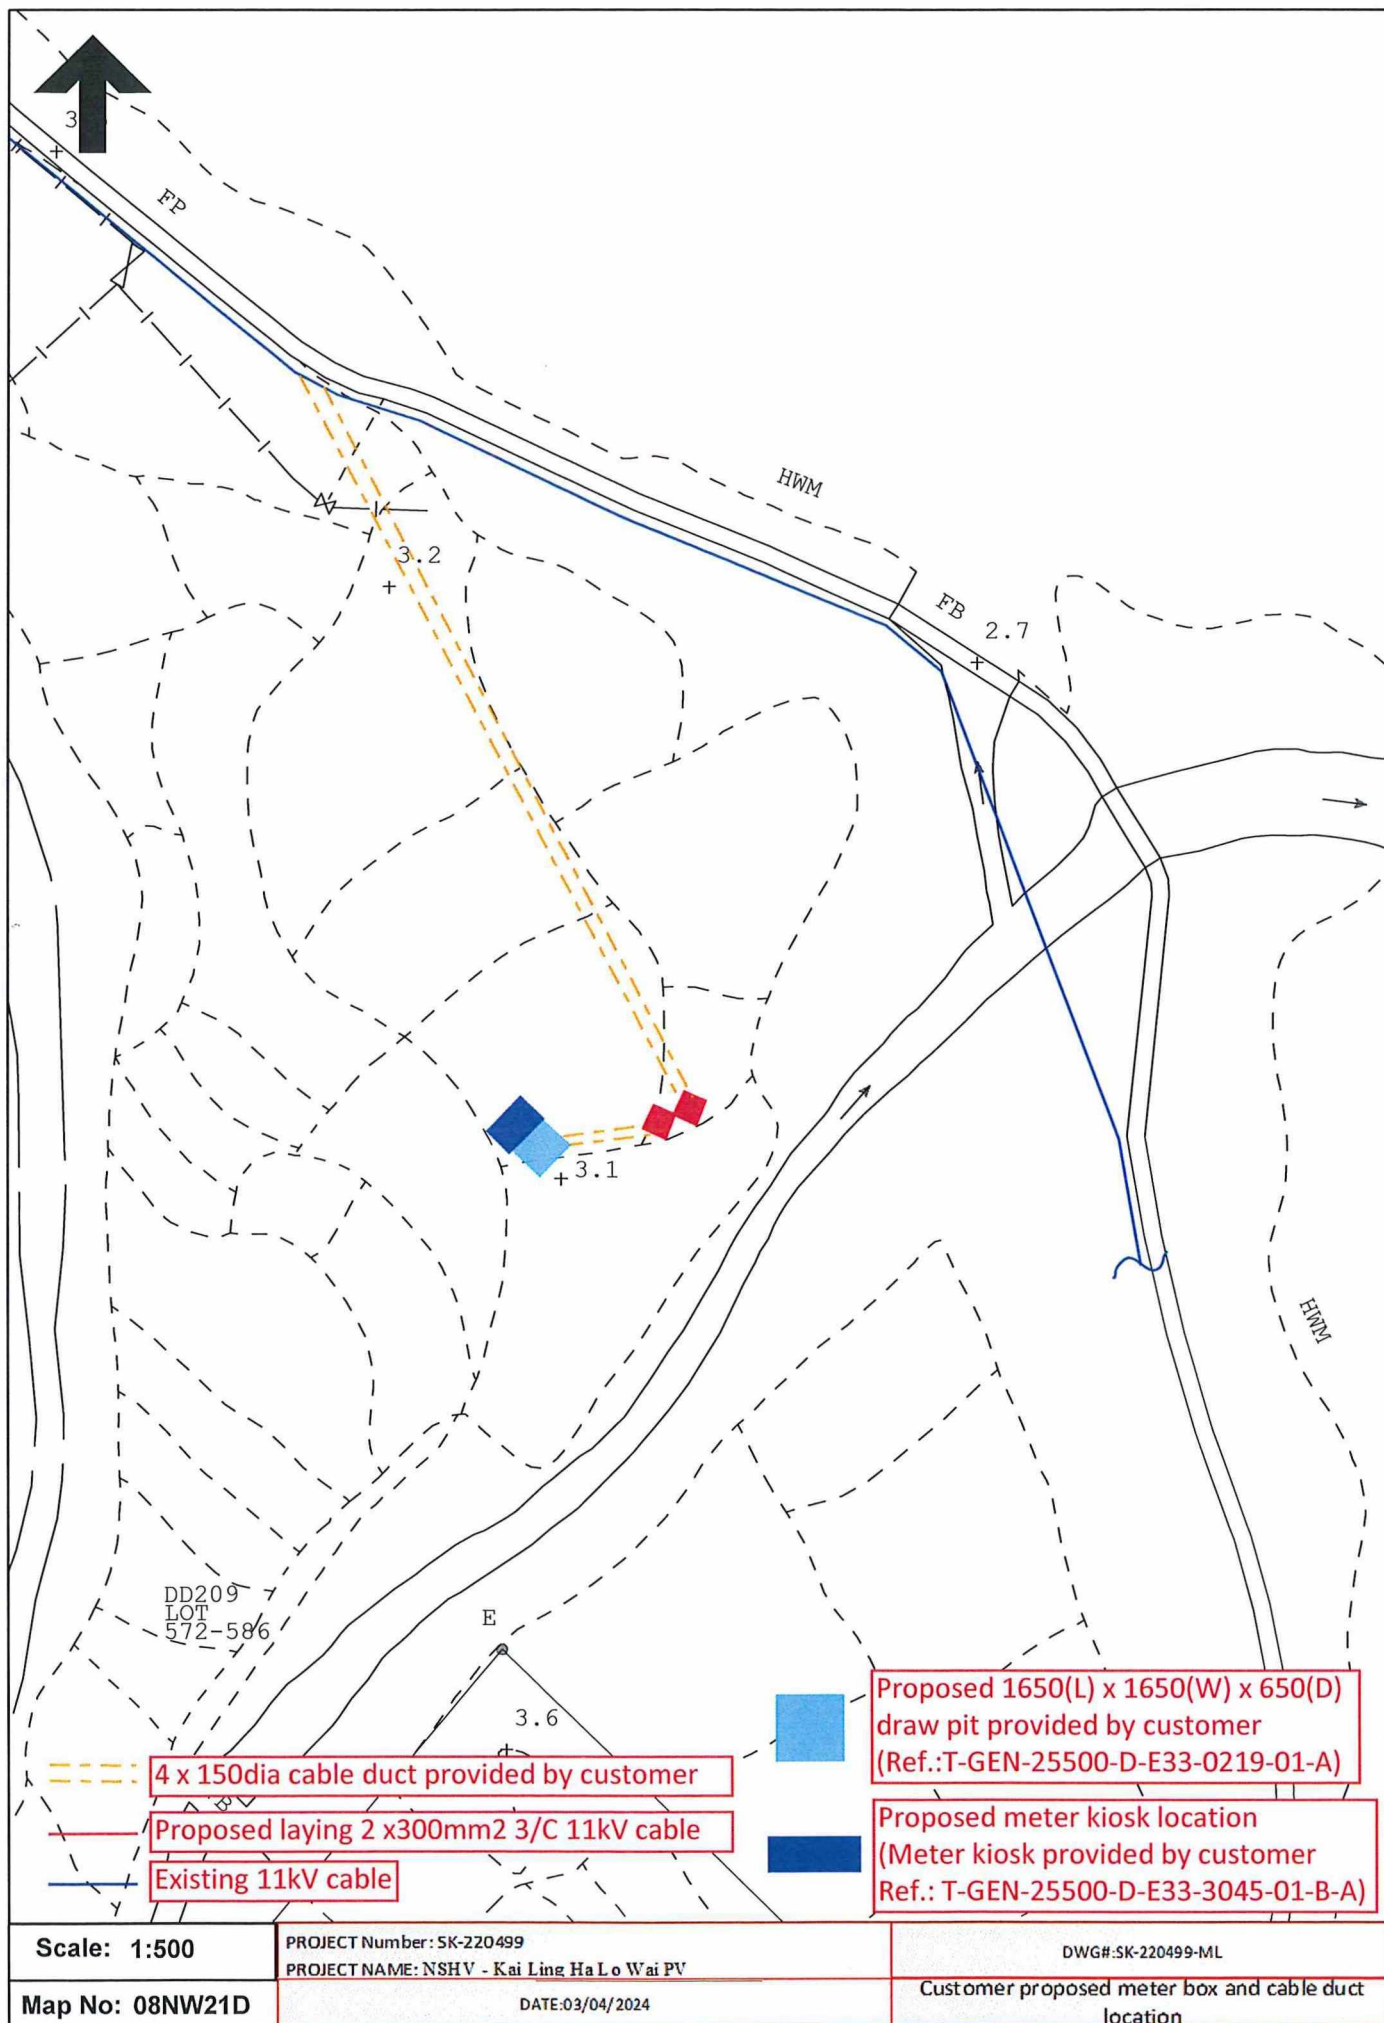 FP
3.2
HWM
FB
2.7
3.1
HWM
DD209
LOT
572-586
E
3.6
B
4 x 150dia cable duct provided by customer
Proposed laying 2 x300mm2 3/C 11kV cable
Existing 11kV cable
Proposed 1650(L) x 1650(W) x 650(D)
draw pit provided by customer
(Ref.:T-GEN-25500-D-E33-0219-01-A)
Proposed meter kiosk location
(Meter kiosk provided by customer
Ref.: T-GEN-25500-D-E33-3045-01-B-A)
Scale: 1:500
Map No: 08NW21D
PROJECT Number: SK-220499
PROJECT NAME: NSHV - Kai Ling Ha Lo Wai PV
DATE:03/04/2024
DWG#:SK-220499-ML
Customer proposed meter box and cable duct
location